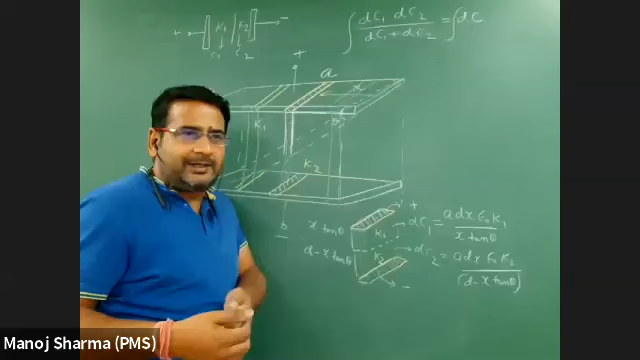 + K₁ K₂ −
C₁ C₂
∫ dC₁ dC₂ / dC₁ + dC₂ = ∫ dC
+
a
x
K₁
K₂
b
−
x tanθ
d - x tanθ
+
K₁
K₂
−
dC₁ = a dx ε₀ K₁ / x tanθ
dC₂ = a dx ε₀ K₂ / (d - x tanθ)
Manoj Sharma (PMS)